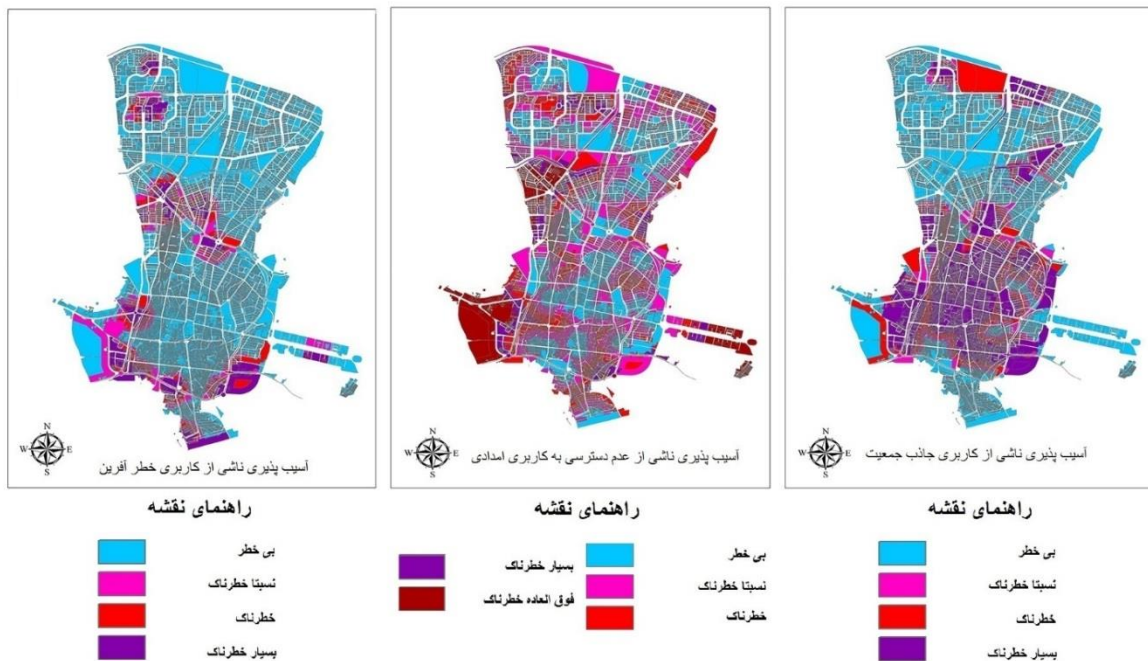 N
W E
S
آسیب پذیری ناشی از کاربری جاذب جمعیت
راهنمای نقشه
بی خطر
نسبتا خطرناک
خطرناک
بسیار خطرناک
N
W E
S
آسیب پذیری ناشی از عدم دسترسی به کاربری امدادی
راهنمای نقشه
بی خطر
نسبتا خطرناک
خطرناک
بسیار خطرناک
فوق العاده خطرناک
N
W E
S
آسیب پذیری ناشی از کاربری خطر آفرین
راهنمای نقشه
بی خطر
نسبتا خطرناک
خطرناک
بسیار خطرناک